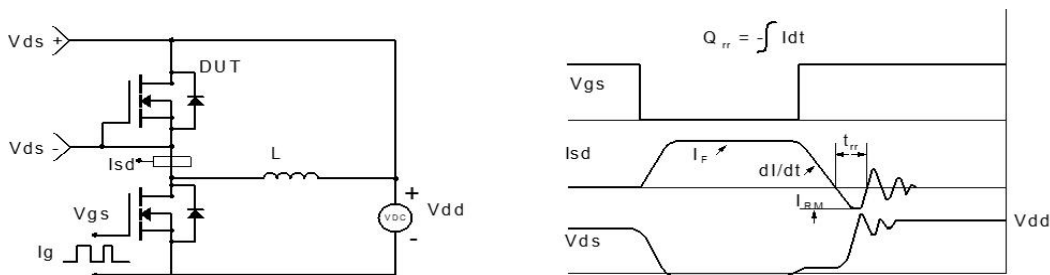 Vds +
DUT
Vds -
Isd
L
Vgs
Ig
+
VDC
-
Vdd
Q rr = -∫ Idt
Vgs
Isd
I F
dI/dt
t rr
I RM
Vds
Vdd